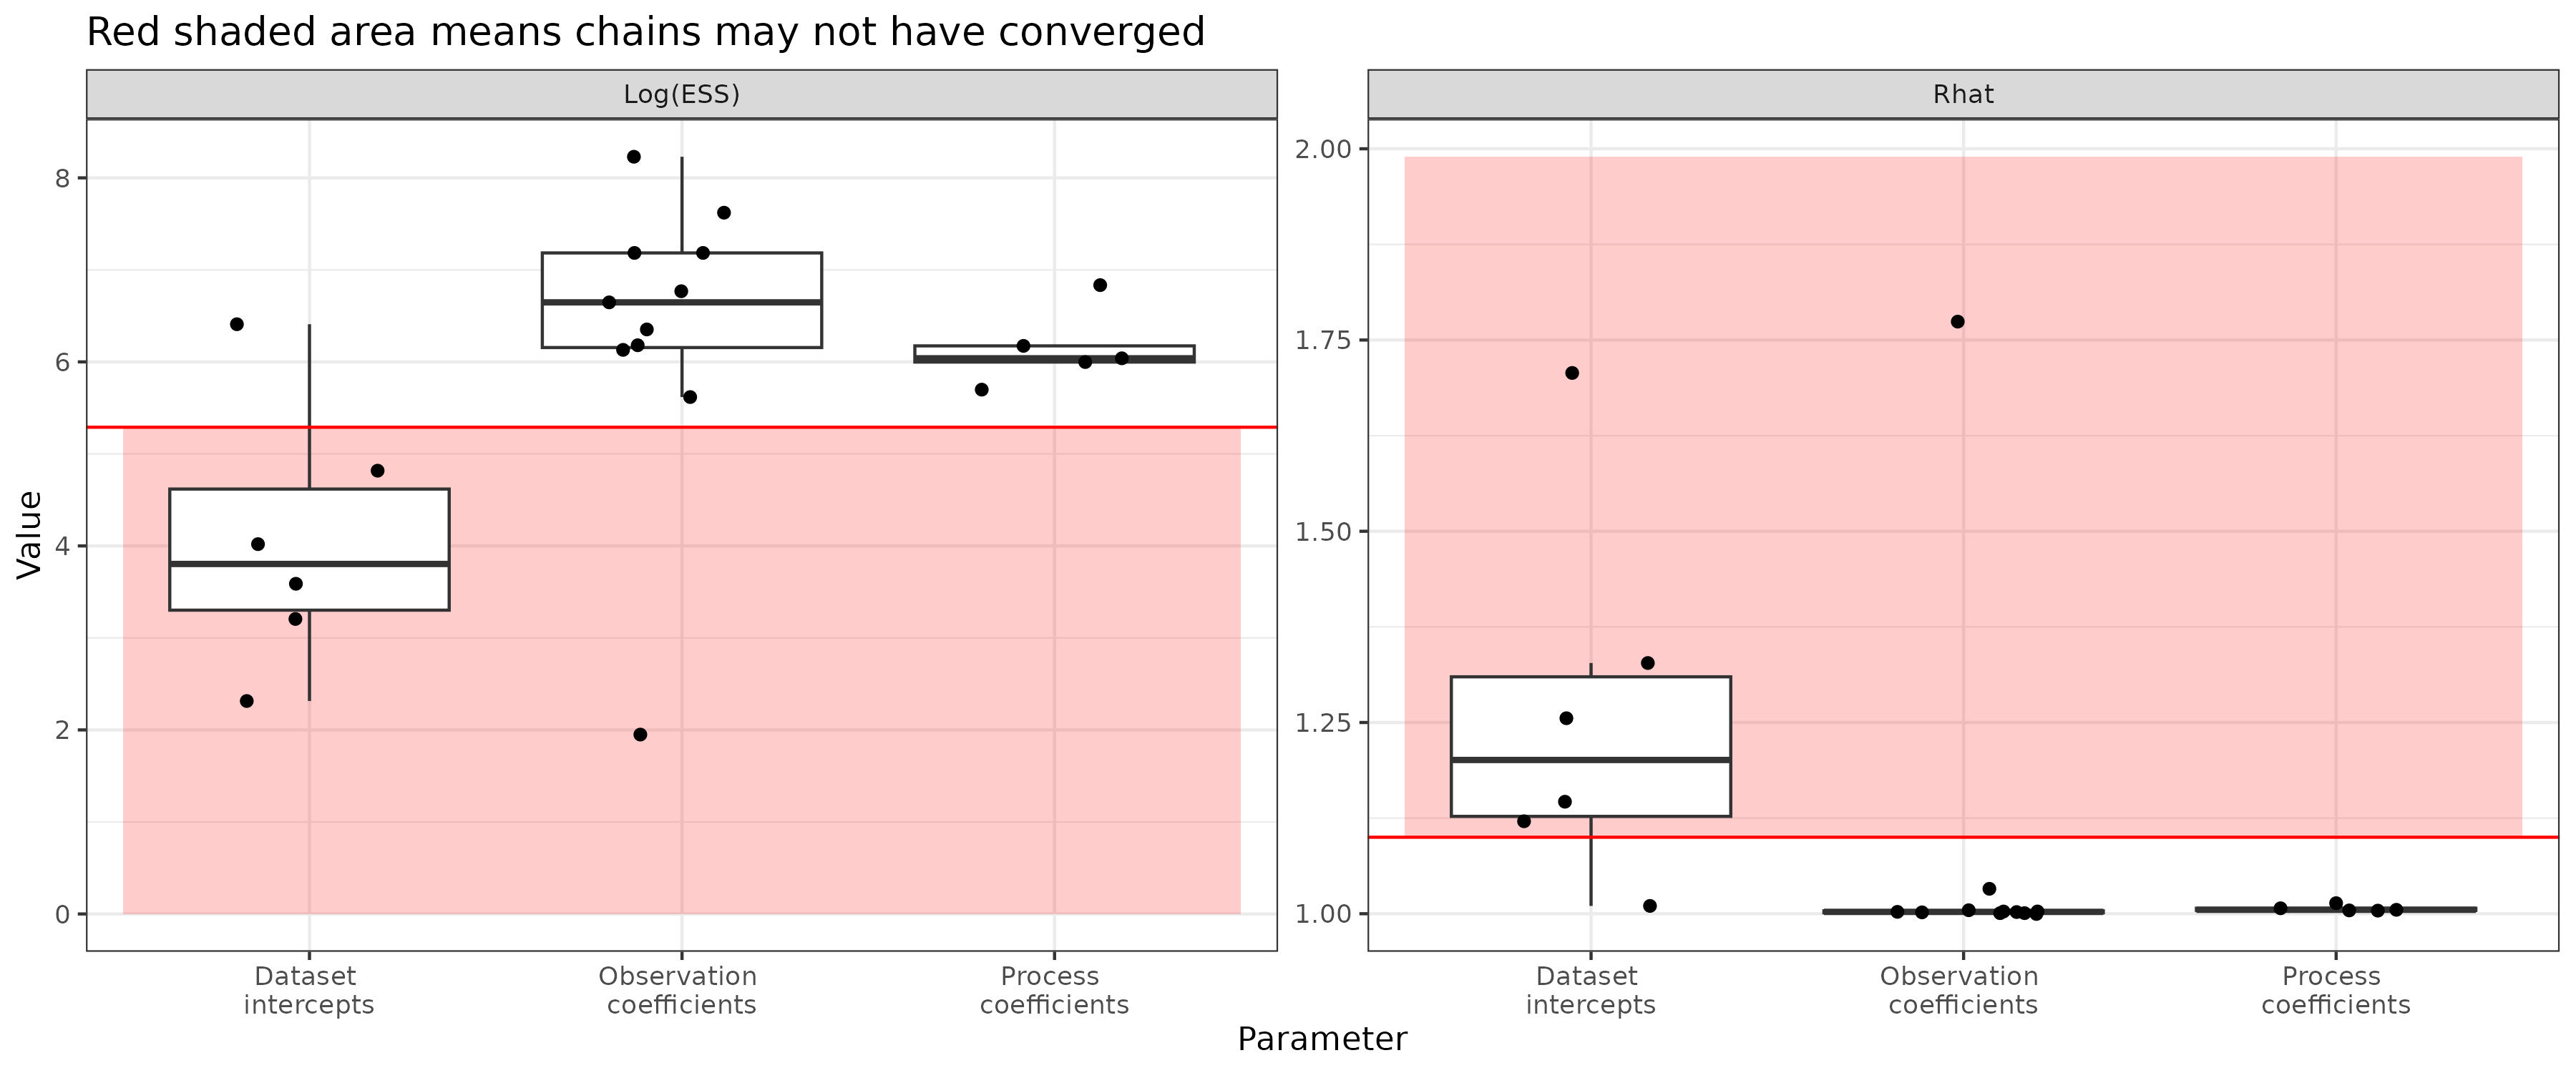 Red shaded area means chains may not have converged
Log(ESS)
Rhat
Value
8
6
4
2
0
2.00
1.75
1.50
1.25
1.00
Dataset
intercepts
Observation
coefficients
Process
coefficients
Dataset
intercepts
Observation
coefficients
Process
coefficients
Parameter